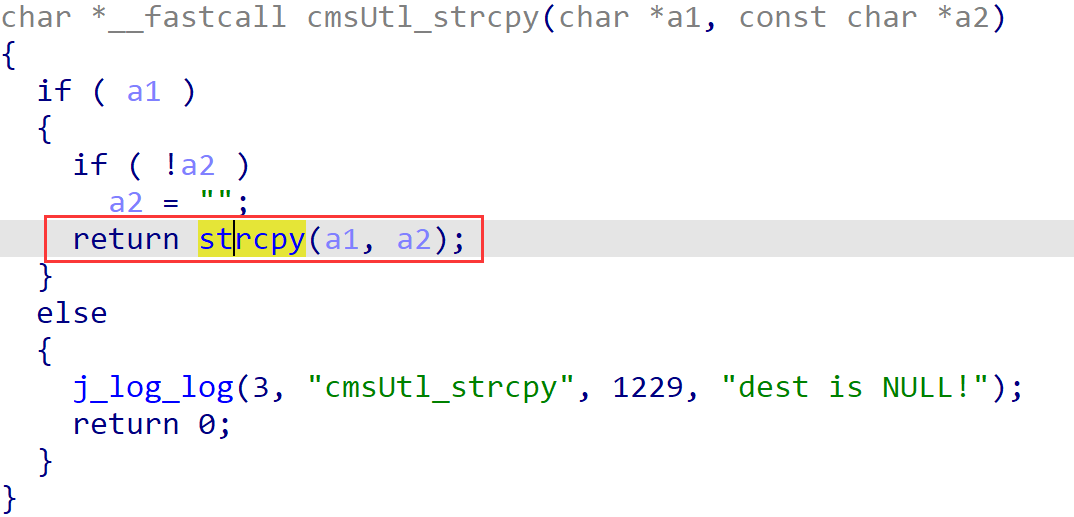 char *__fastcall cmsUtl_strcpy(char *a1, const char *a2)
{
  if ( a1 )
  {
    if ( !a2 )
      a2 = "";
    return strcpy(a1, a2);
  }
  else
  {
    j_log_log(3, "cmsUtl_strcpy", 1229, "dest is NULL!");
    return 0;
  }
}